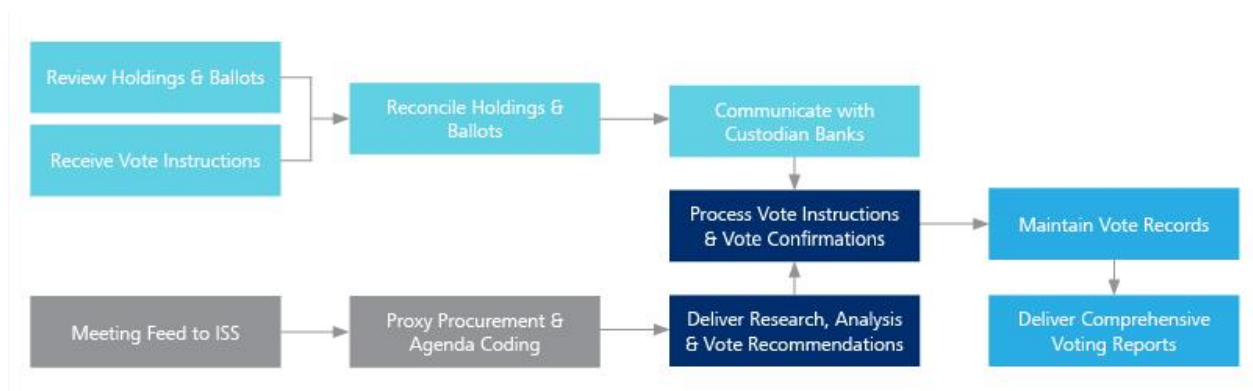 Review Holdings & Ballots
Receive Vote Instructions
Reconcile Holdings &
Ballots
Communicate with
Custodian Banks
Process Vote Instructions
& Vote Confirmations
Maintain Vote Records
Meeting Feed to ISS
Proxy Procurement &
Agenda Coding
Deliver Research, Analysis
& Vote Recommendations
Deliver Comprehensive
Voting Reports